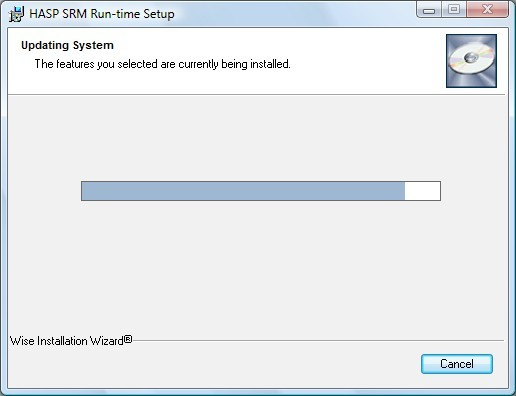 HASP SRM Run-time Setup
Updating System
The features you selected are currently being installed.
Wise Installation Wizard®
Cancel